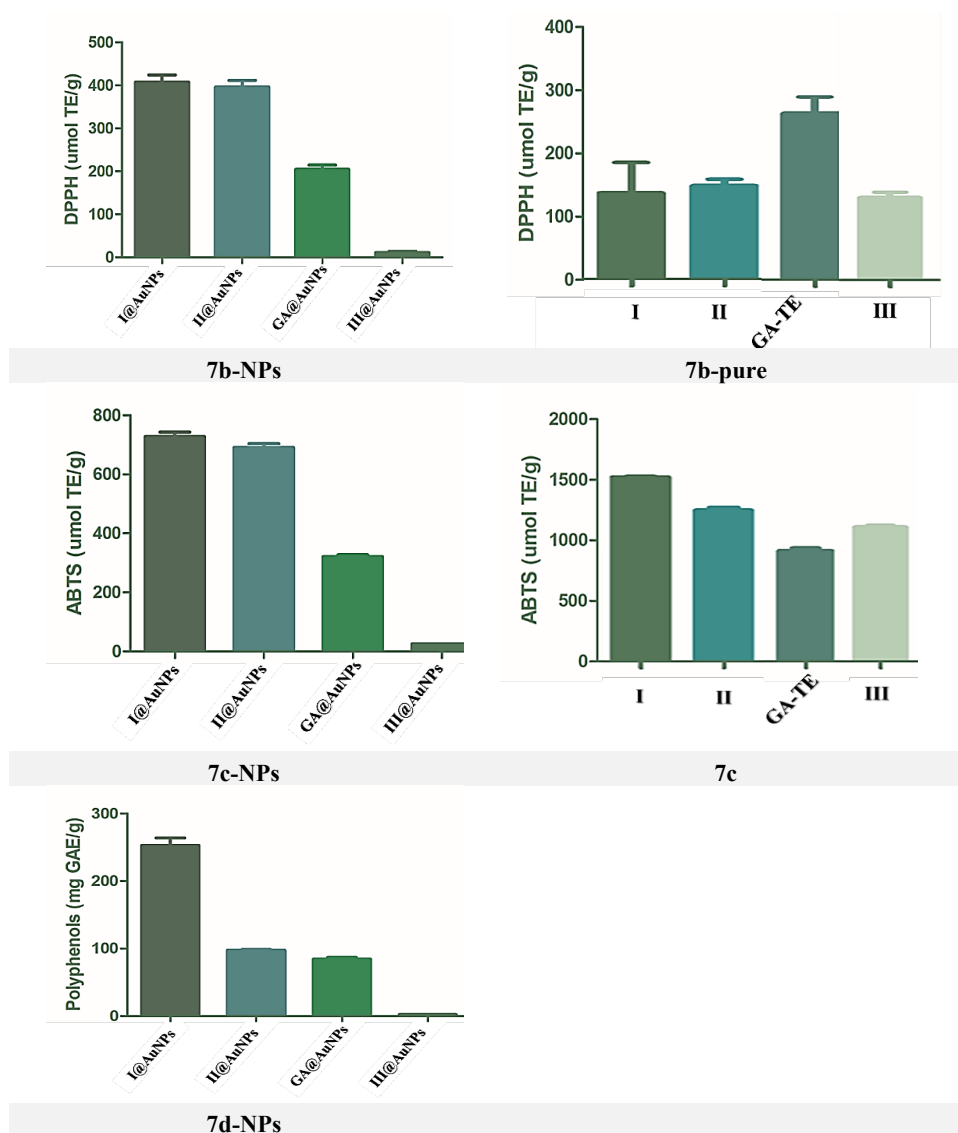 DPPH (umol TE/g)
500
400
300
200
100
0
I@AuNPs
II@AuNPs
GA@AuNPs
III@AuNPs
7b-NPs
DPPH (umol TE/g)
400
300
200
100
0
I
II
GA-TE
III
7b-pure
ABTS (umol TE/g)
800
600
400
200
0
I@AuNPs
II@AuNPs
GA@AuNPs
III@AuNPs
7c-NPs
ABTS (umol TE/g)
2000
1500
1000
500
0
I
II
GA-TE
III
7c
Polyphenols (mg GAE/g)
300
200
100
0
I@AuNPs
II@AuNPs
GA@AuNPs
III@AuNPs
7d-NPs